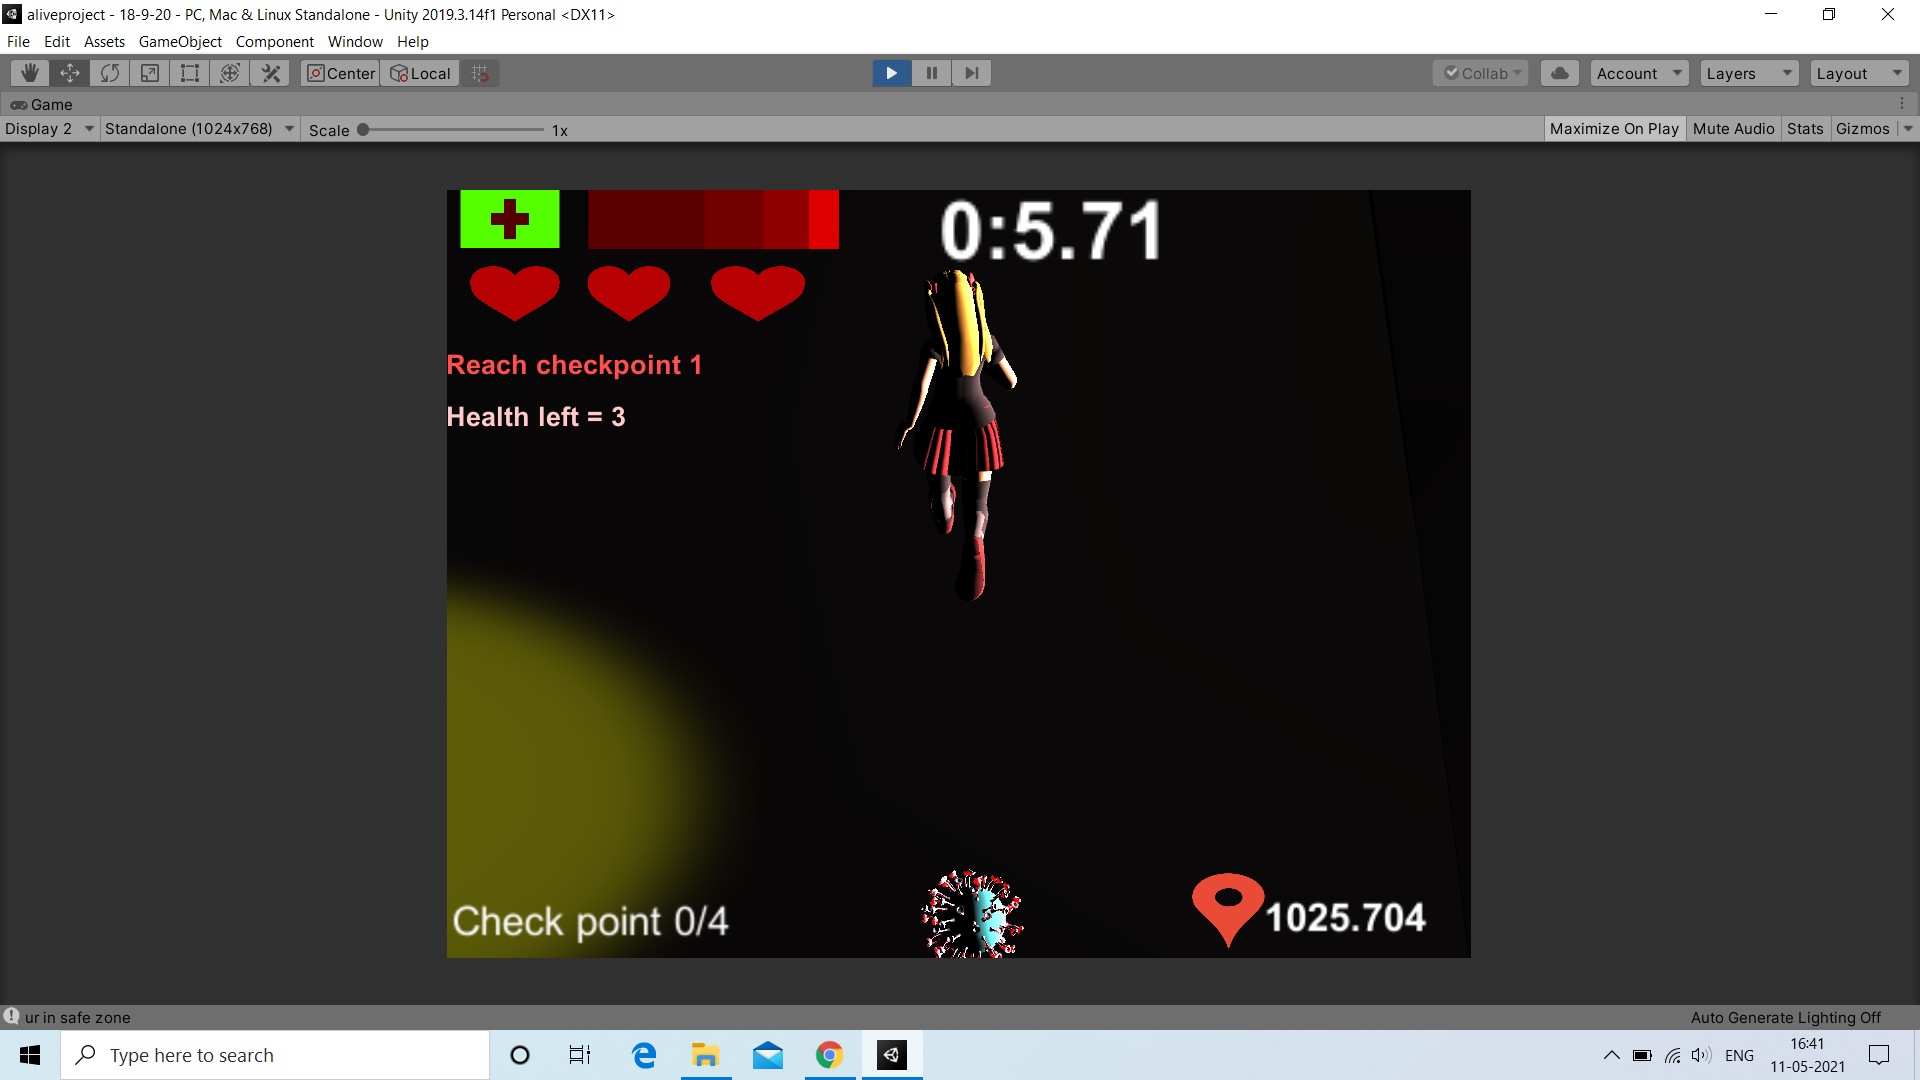 aliveproject - 18-9-20 - PC, Mac & Linux Standalone - Unity 2019.3.14f1 Personal <DX11>
File Edit Assets GameObject Component Window Help
Center Local Collab Account Layers Layout
Game
Display 2 Standalone (1024x768) Scale 1x Maximize On Play Mute Audio Stats Gizmos
0:5.71
Reach checkpoint 1
Health left = 3
Check point 0/4
1025.704
ur in safe zone
Auto Generate Lighting Off
Type here to search
ENG
16:41
11-05-2021